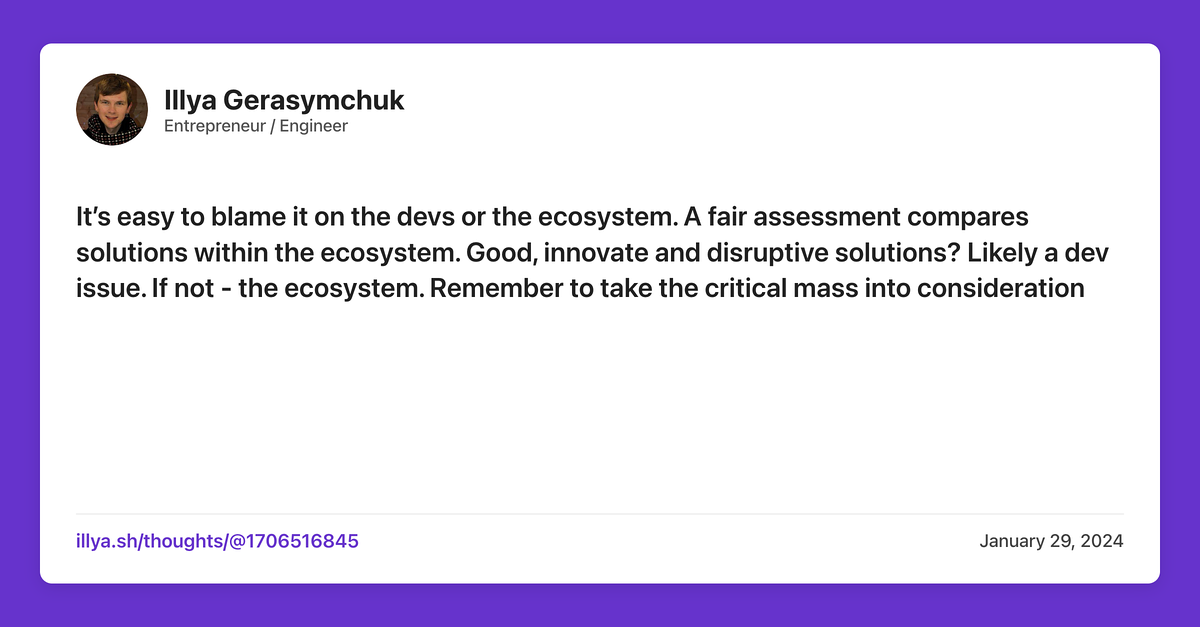 Illya Gerasymchuk
Entrepreneur / Engineer
It’s easy to blame it on the devs or the ecosystem. A fair assessment compares
solutions within the ecosystem. Good, innovate and disruptive solutions? Likely a dev
issue. If not - the ecosystem. Remember to take the critical mass into consideration
illya.sh/thoughts/@1706516845
January 29, 2024